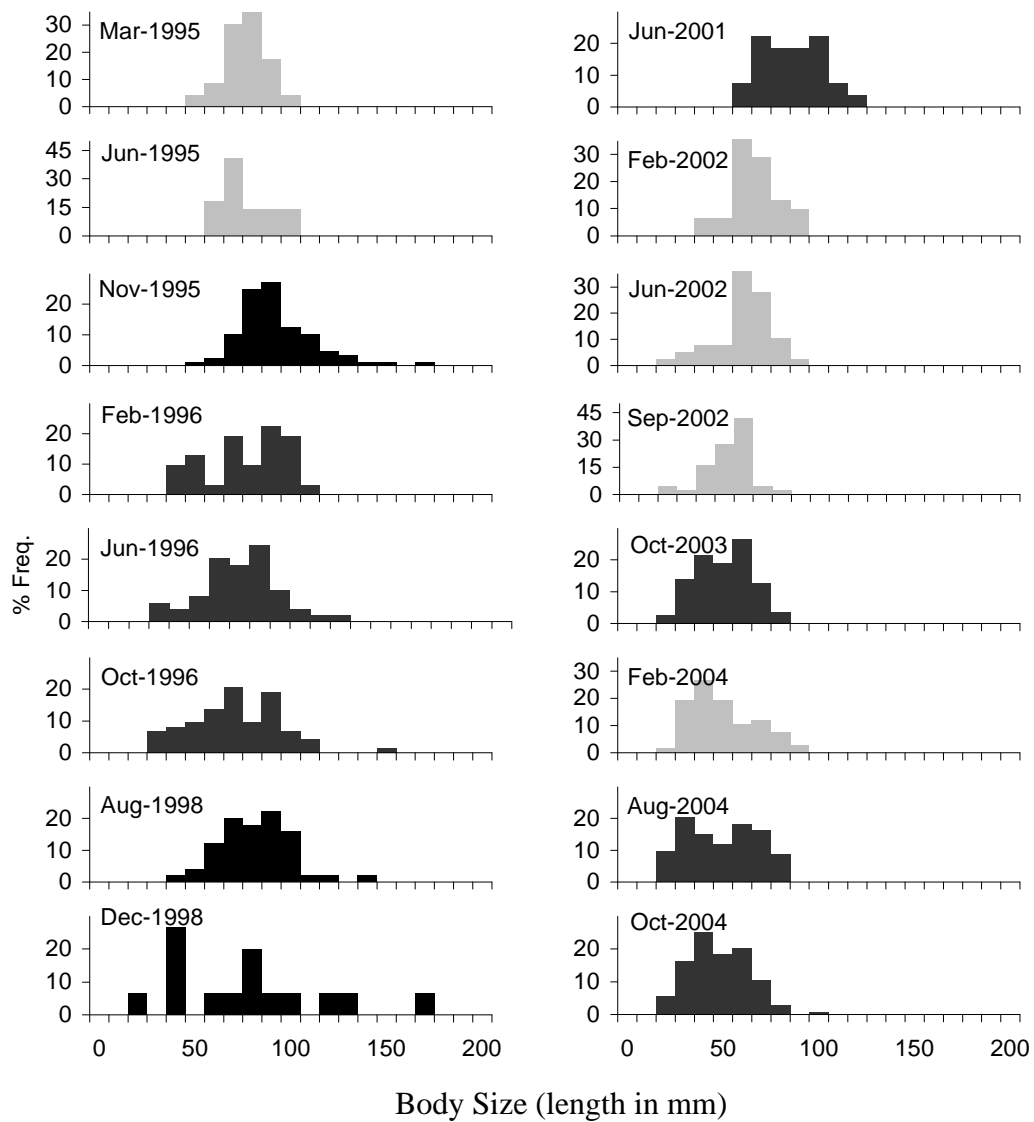 Mar-1995
30
20
10
0
Jun-1995
45
30
15
0
Nov-1995
20
10
0
Feb-1996
20
10
0
Jun-1996
20
10
0
Oct-1996
20
10
0
Aug-1998
20
10
0
Dec-1998
20
10
0
0 50 100 150 200
% Freq.
Jun-2001
20
10
0
Feb-2002
30
20
10
0
Jun-2002
30
20
10
0
Sep-2002
45
30
15
0
Oct-2003
20
10
0
Feb-2004
30
20
10
0
Aug-2004
20
10
0
Oct-2004
20
10
0
0 50 100 150 200
Body Size (length in mm)